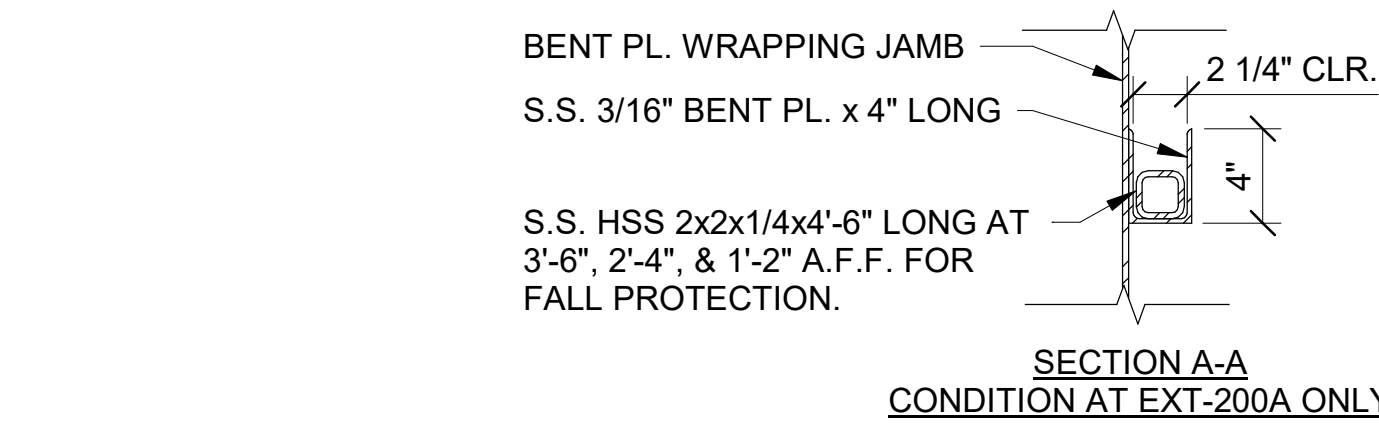 BENT PL. WRAPPING JAMB
2 1/4" CLR.
S.S. 3/16" BENT PL. x 4" LONG
4"
S.S. HSS 2x2x1/4x4'-6" LONG AT
3'-6", 2'-4", & 1'-2" A.F.F. FOR
FALL PROTECTION.
SECTION A-A
CONDITION AT EXT-200A ONLY